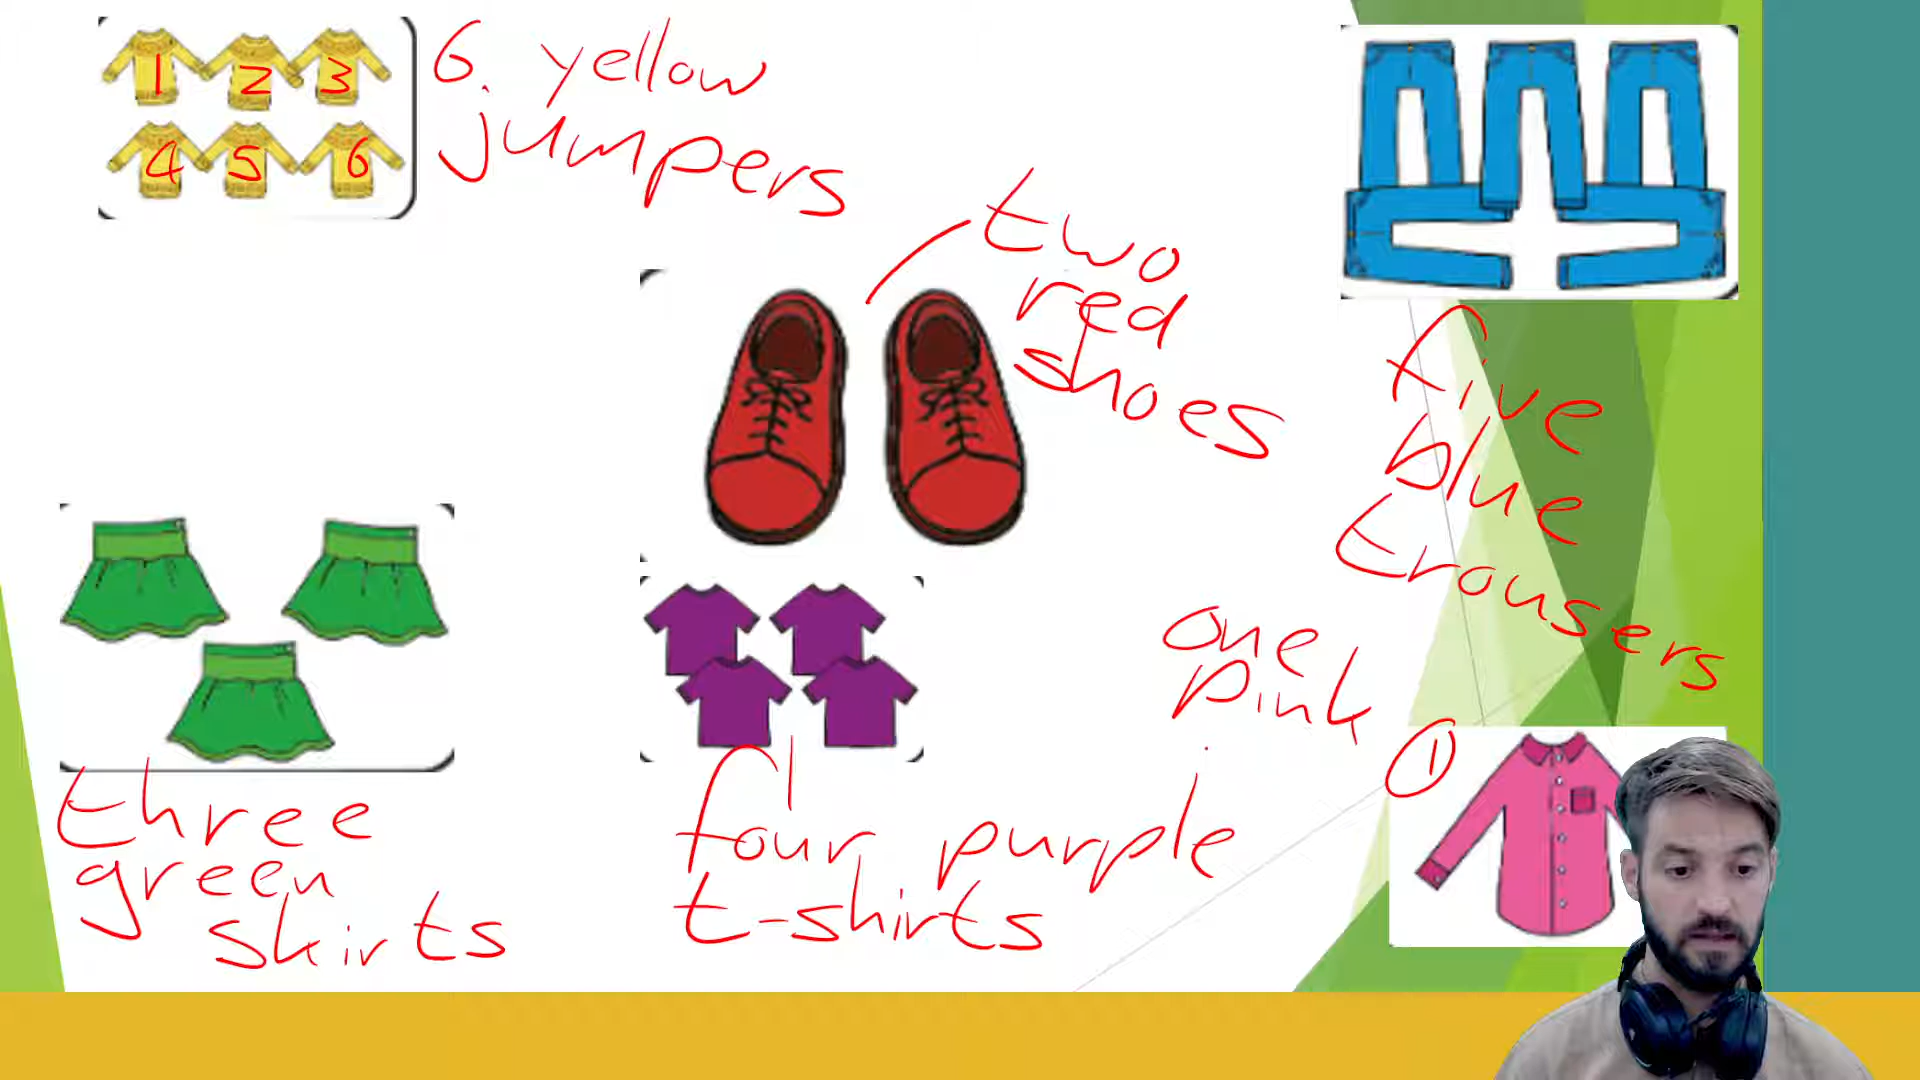 1 2 3
4 5 6
6. yellow
jumpers
two
red
shoes
five
blue
trousers
three
green
skirts
four purple
t-shirts
one
pink
1